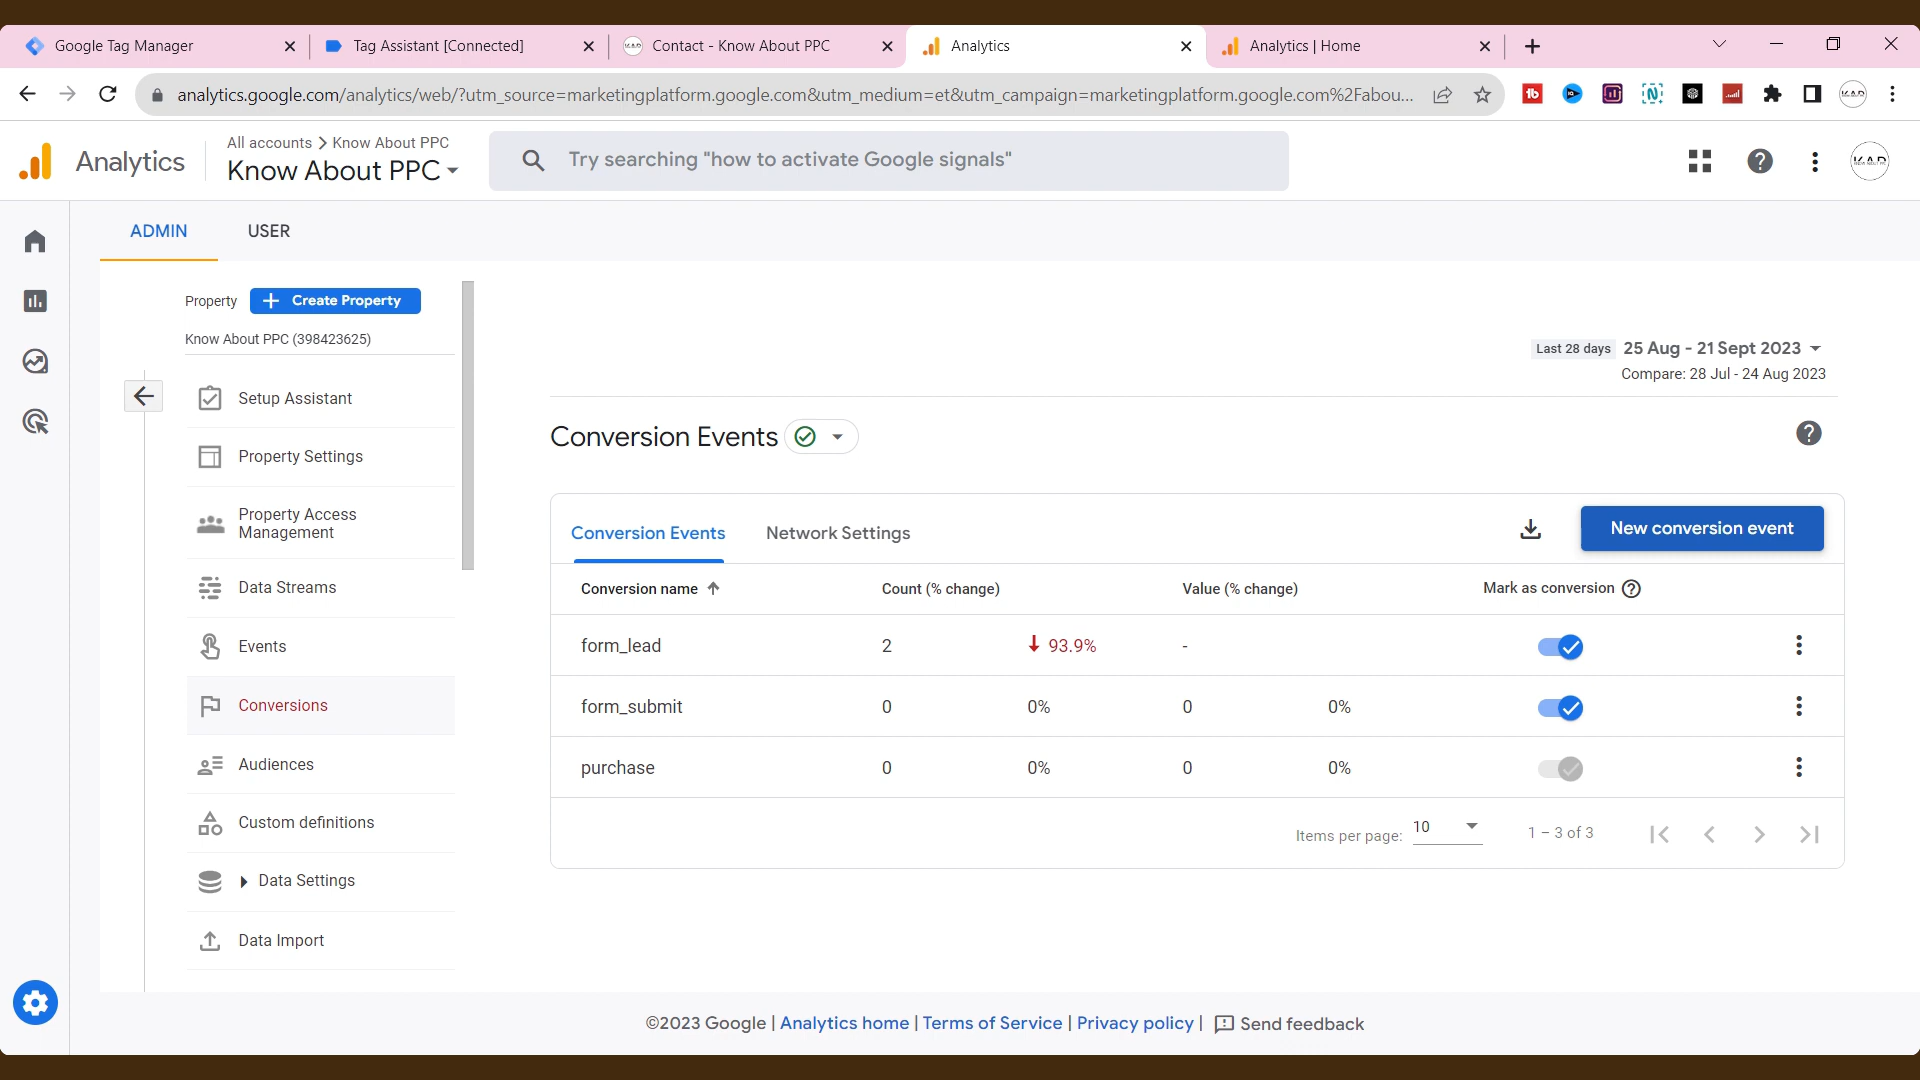 Google Tag Manager
Tag Assistant [Connected]
Contact - Know About PPC
Analytics
Analytics | Home
analytics.google.com/analytics/web/?utm_source=marketingplatform.google.com&utm_medium=et&utm_campaign=marketingplatform.google.com%2Fabou...
Analytics
All accounts > Know About PPC
Know About PPC
Try searching "how to activate Google signals"
ADMIN
USER
Property
Create Property
Know About PPC (398423625)
Setup Assistant
Property Settings
Property Access
Management
Data Streams
Events
Conversions
Audiences
Custom definitions
Data Settings
Data Import
Last 28 days 25 Aug - 21 Sept 2023
Compare: 28 Jul - 24 Aug 2023
Conversion Events
Conversion Events
Network Settings
New conversion event
Conversion name
Count (% change)
Value (% change)
Mark as conversion
form_lead 2 93.9% -
form_submit 0 0% 0 0%
purchase 0 0% 0 0%
Items per page: 10 1 – 3 of 3
©2023 Google | Analytics home | Terms of Service | Privacy policy | Send feedback